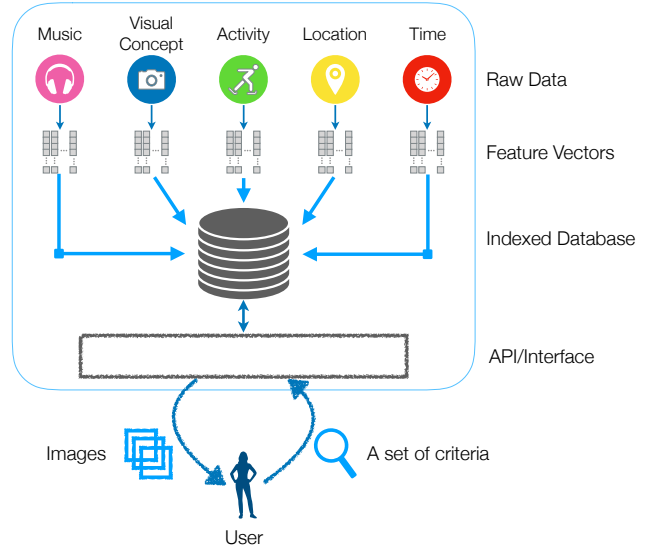 Music
Visual
Concept
Activity
Location
Time
Raw Data
...
...
...
...
...
Feature Vectors
Indexed Database
API/Interface
Images
A set of criteria
User